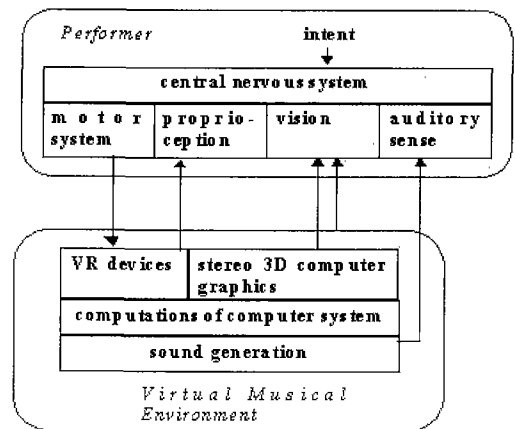 Performer
intent
central nervous system
motor
system
proprio-
ception
vision
auditory
sense
VR devices
stereo 3D computer
graphics
computations of computer system
sound generation
Virtual Musical
Environment